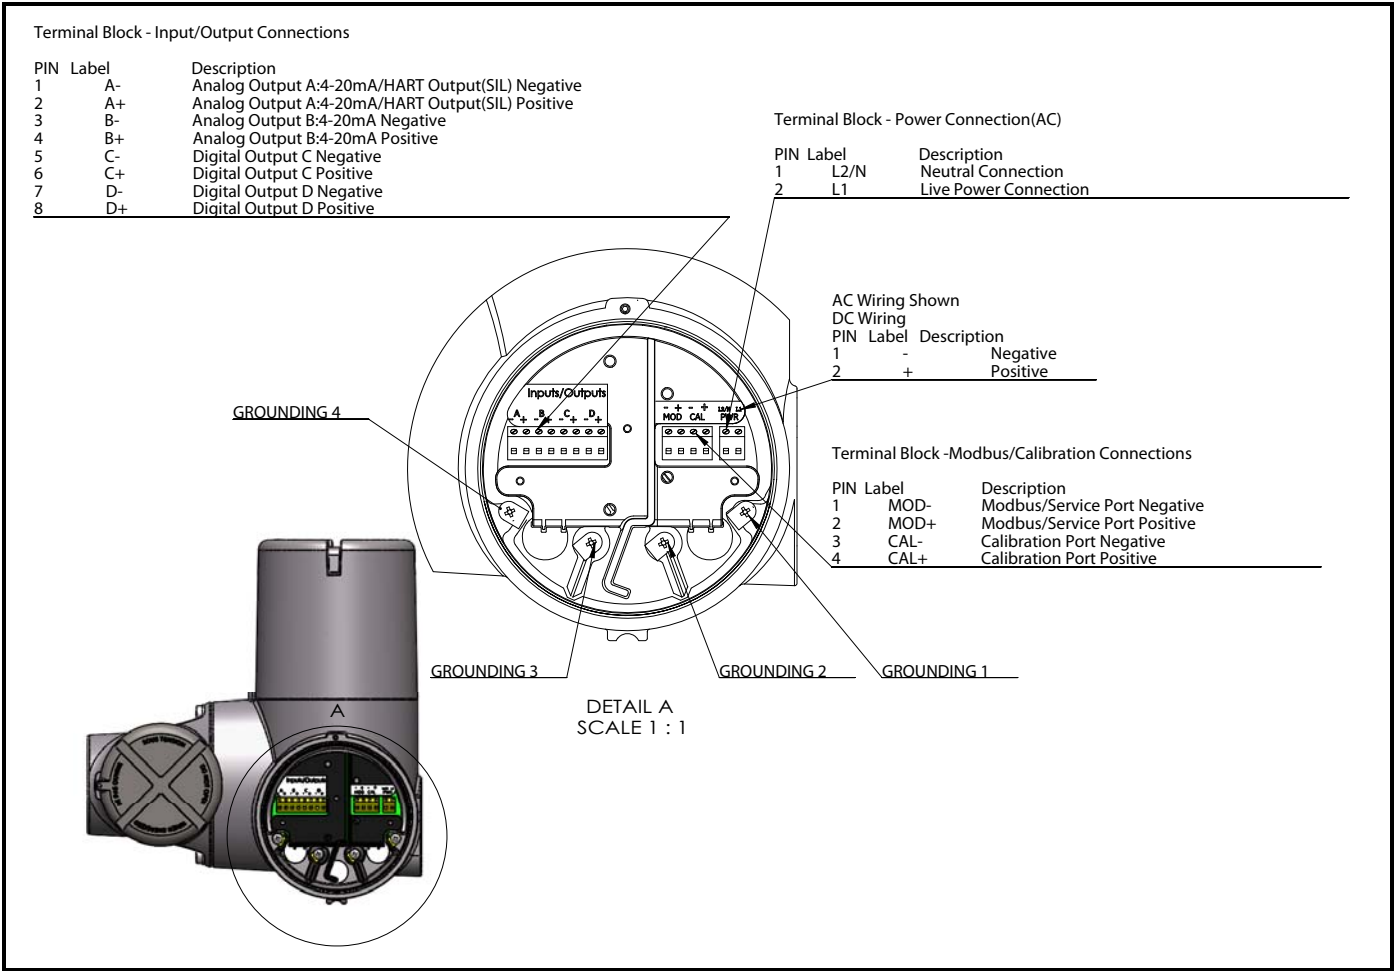 Terminal Block - Input/Output Connections
PIN Label Description
1 A- Analog Output A:4-20mA/HART Output(SIL) Negative
2 A+ Analog Output A:4-20mA/HART Output(SIL) Positive
3 B- Analog Output B:4-20mA Negative
4 B+ Analog Output B:4-20mA Positive
5 C- Digital Output C Negative
6 C+ Digital Output C Positive
7 D- Digital Output D Negative
8 D+ Digital Output D Positive
Terminal Block - Power Connection(AC)
PIN Label Description
1 L2/N Neutral Connection
2 L1 Live Power Connection
AC Wiring Shown
DC Wiring
PIN Label Description
1 - Negative
2 + Positive
Inputs/Outputs
A B C D
- + - + - + - +
- + - + L2/N L1
MOD CAL PWR
GROUNDING 4
Terminal Block -Modbus/Calibration Connections
PIN Label Description
1 MOD- Modbus/Service Port Negative
2 MOD+ Modbus/Service Port Positive
3 CAL- Calibration Port Negative
4 CAL+ Calibration Port Positive
GROUNDING 3
GROUNDING 2
GROUNDING 1
DETAIL A
SCALE 1 : 1
A
Inputs/Outputs
A B C D
MOD CAL